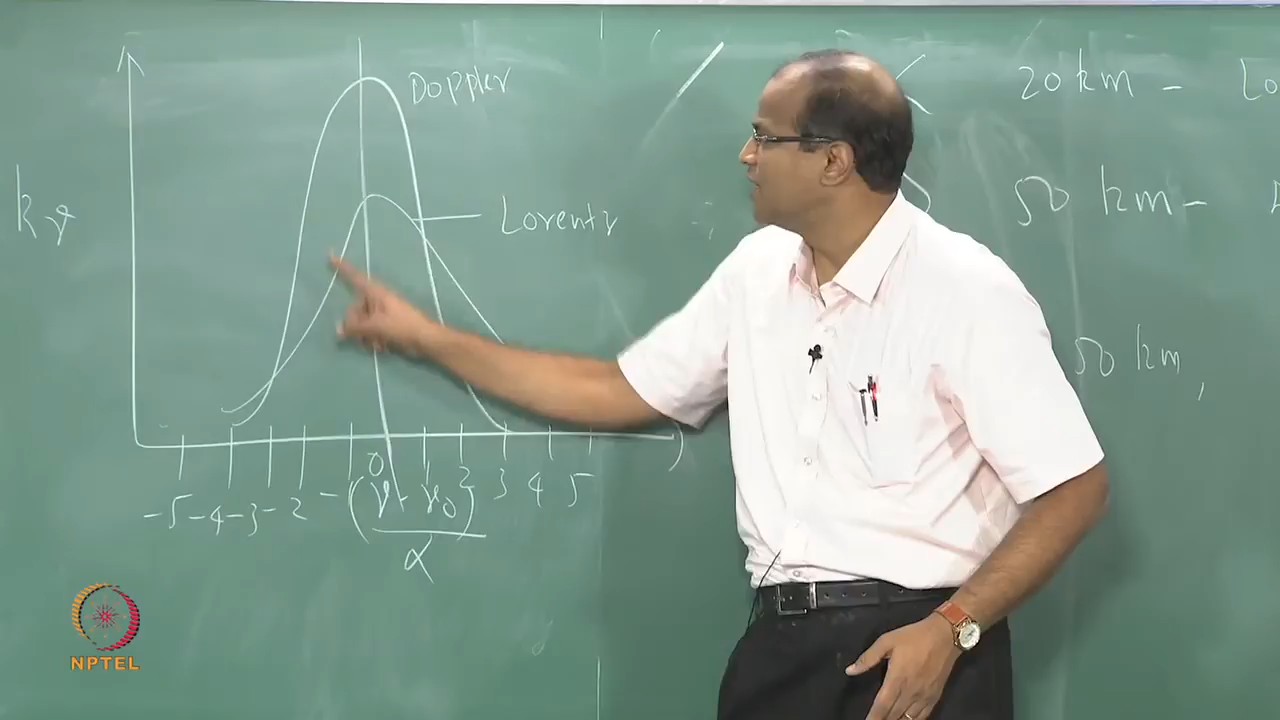 Doppler
20 km - Lo
kν
Lorentz
50 km -
50 km,
0 1 2 3 4 5
-5 -4 -3 -2 -
(ν - ν₀)
α
NPTEL